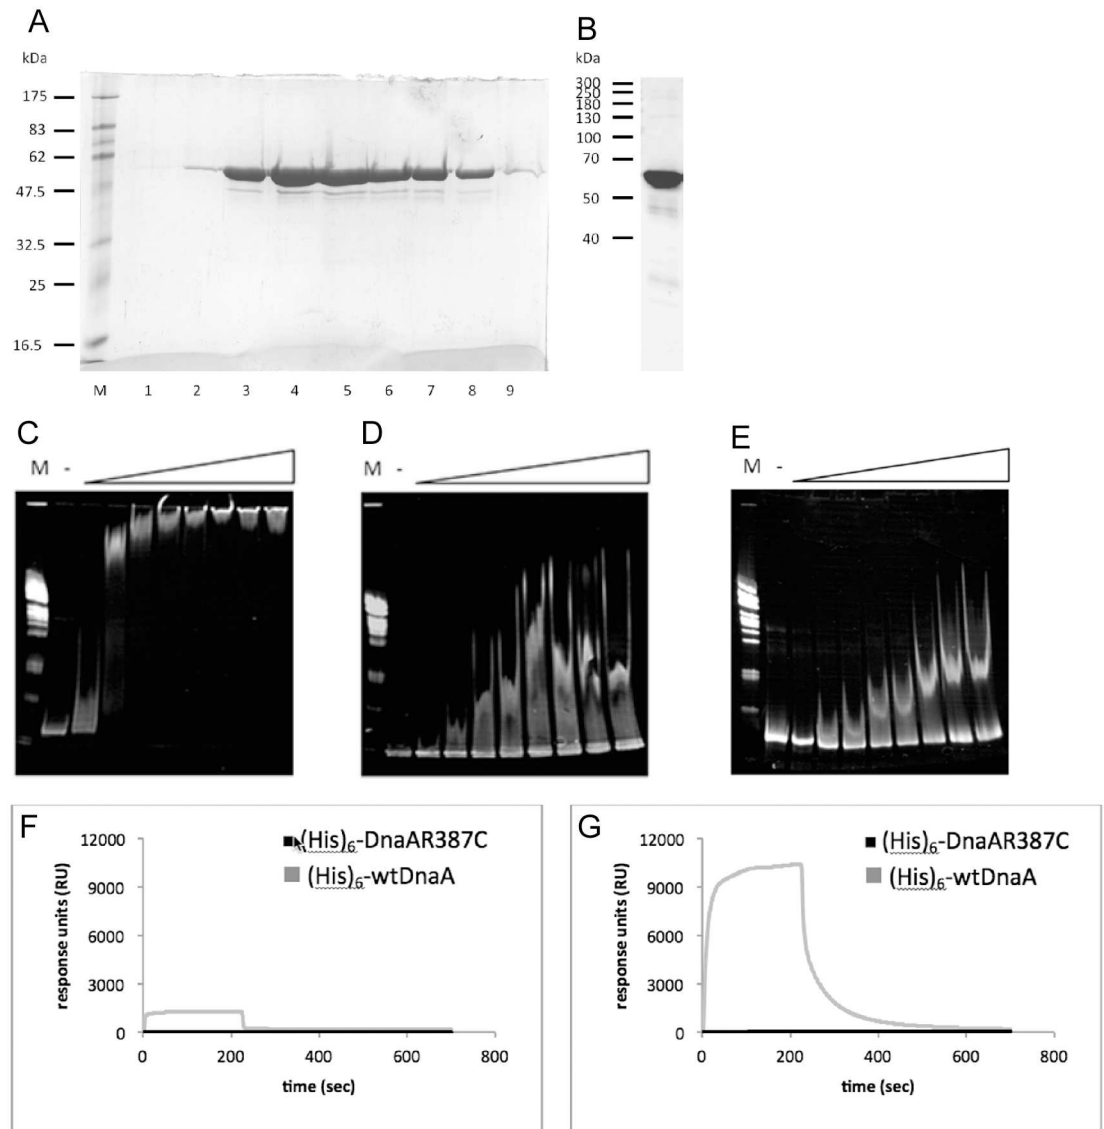 A
kDa
175
83
62
47.5
32.5
25
16.5
M 1 2 3 4 5 6 7 8 9
B
kDa
300
250
180
130
100
70
50
40
C
M -
D
M -
E
M -
F
12000
9000
6000
3000
0
response units (RU)
0 200 400 600 800
time (sec)
(His)6-DnaAR387C
(His)6-wtDnaA
G
12000
9000
6000
3000
0
response units (RU)
0 200 400 600 800
time (sec)
(His)6-DnaAR387C
(His)6-wtDnaA